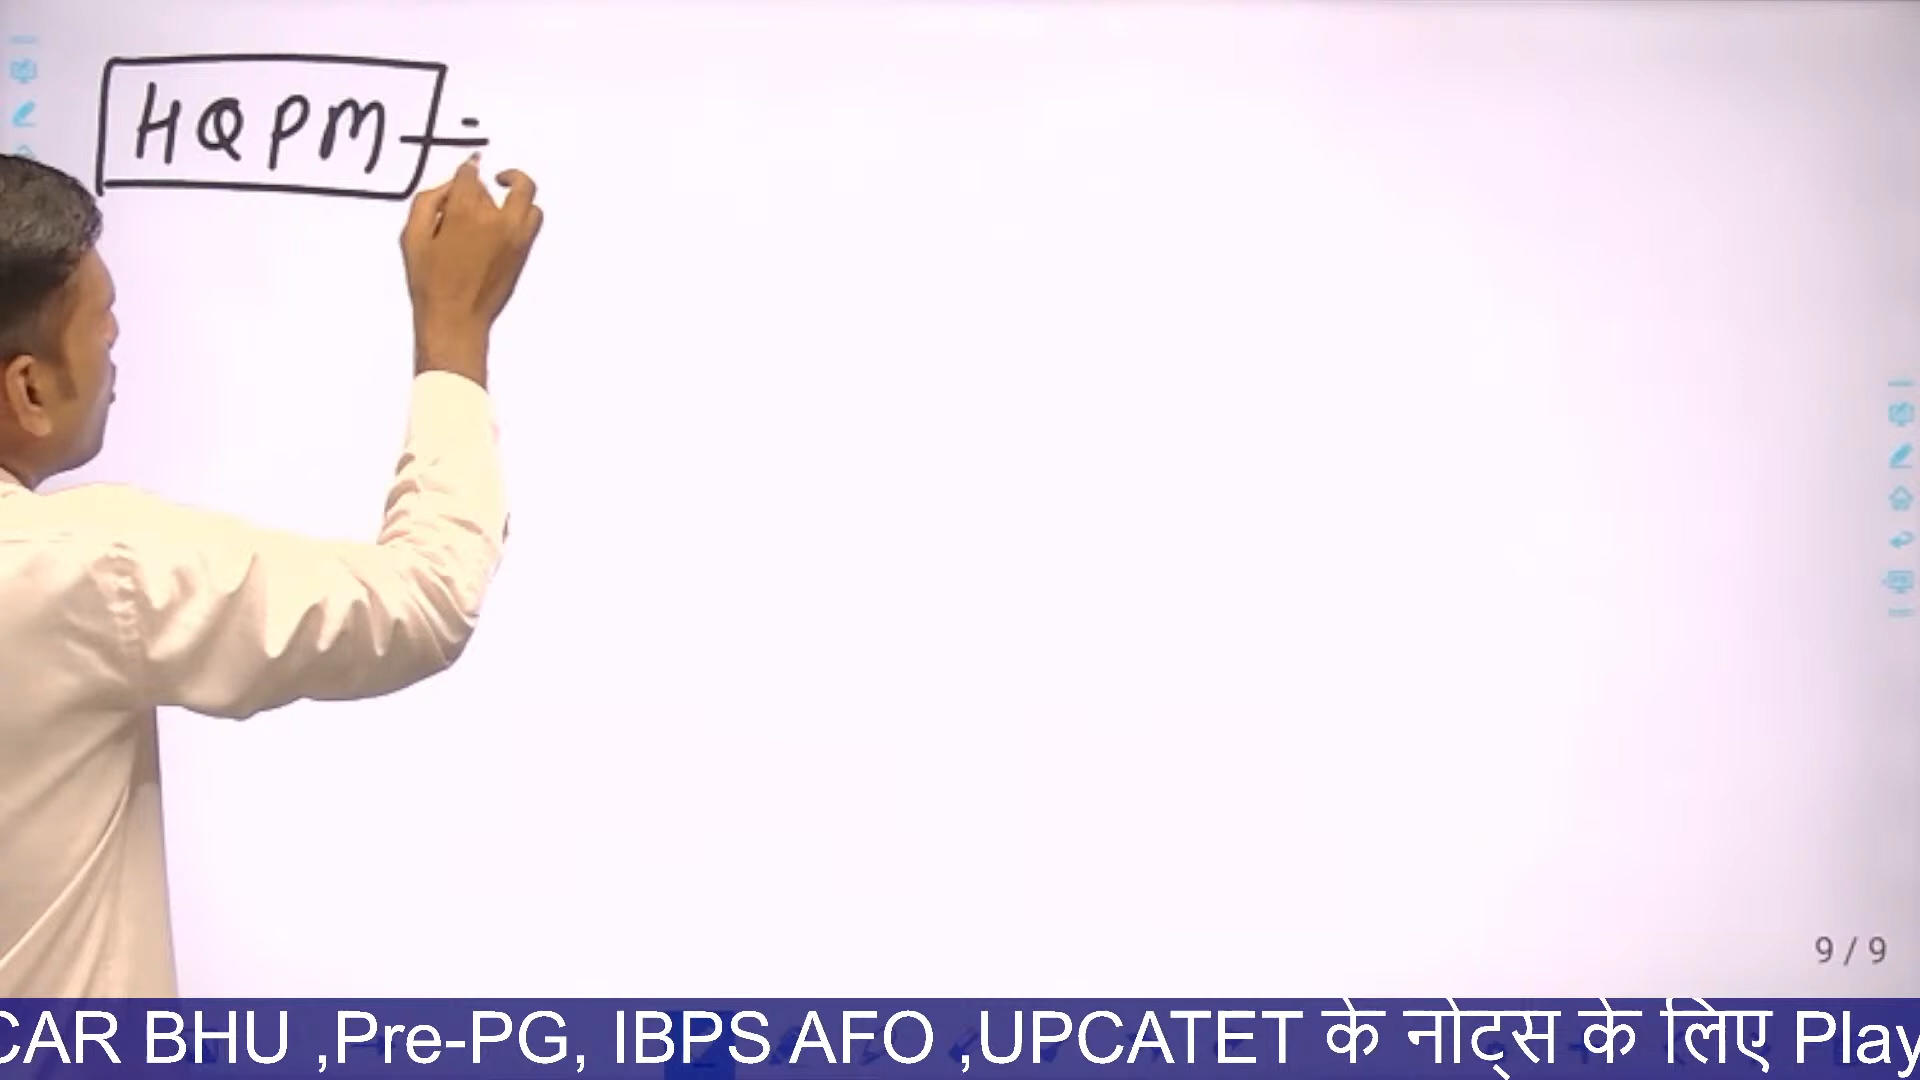 HQPM
9 / 9
CAR BHU ,Pre-PG, IBPS AFO ,UPCATET के नोट्स के लिए Play